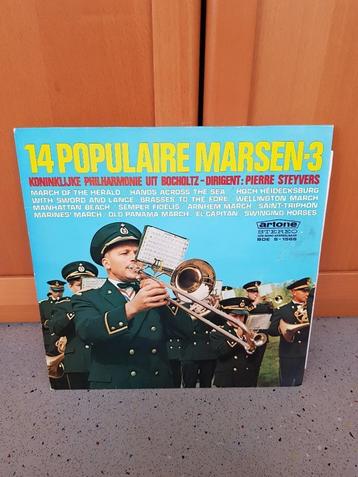 14 POPULAIRE MARSEN-3
KONINKLIJKE PHILHARMONIE UIT BOCHOLTZ - DIRIGENT: PIERRE STEYVERS
MARCH OF THE HERALD HANDS ACROSS THE SEA HOCH HEIDECKSBURG
WITH SWORD AND LANCE BRASSES TO THE FORE WELLINGTON MARCH
MANHATTAN BEACH SEMPER FIDELIS ARNHEM MARCH SAINT-TRIPHON
MARINES' MARCH OLD PANAMA MARCH EL CAPITAN SWINGING HORSES
artone
STEREO
BDE S-1566